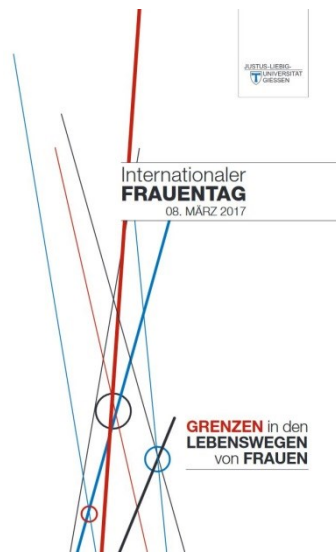 JUSTUS-LIEBIG-
UNIVERSITÄT
GIESSEN
Internationaler
FRAUENTAG
08. MÄRZ 2017
GRENZEN in den
LEBENSWEGEN
von FRAUEN